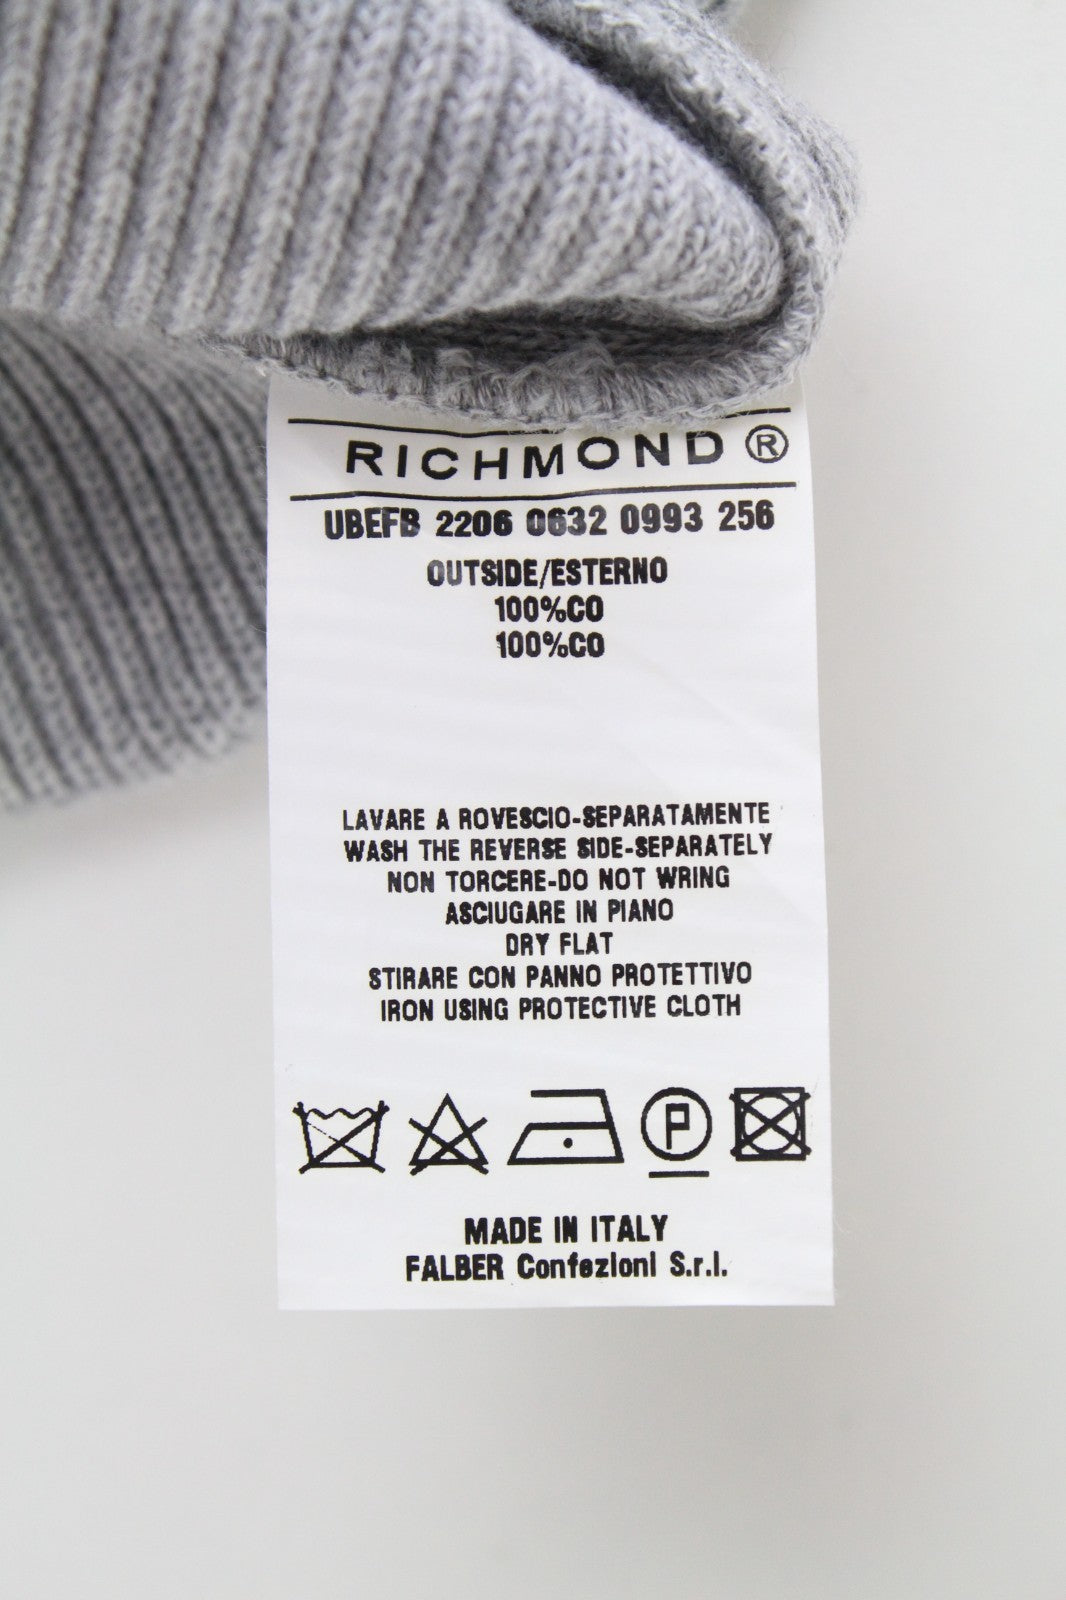 RICHMOND®
UBEFB 2206 0632 0993 256
OUTSIDE/ESTERNO
100%CO
100%CO
LAVARE A ROVESCIO-SEPARATAMENTE
WASH THE REVERSE SIDE-SEPARATELY
NON TORCERE-DO NOT WRING
ASCIUGARE IN PIANO
DRY FLAT
STIRARE CON PANNO PROTETTIVO
IRON USING PROTECTIVE CLOTH
P
MADE IN ITALY
FALBER Confezioni S.r.l.